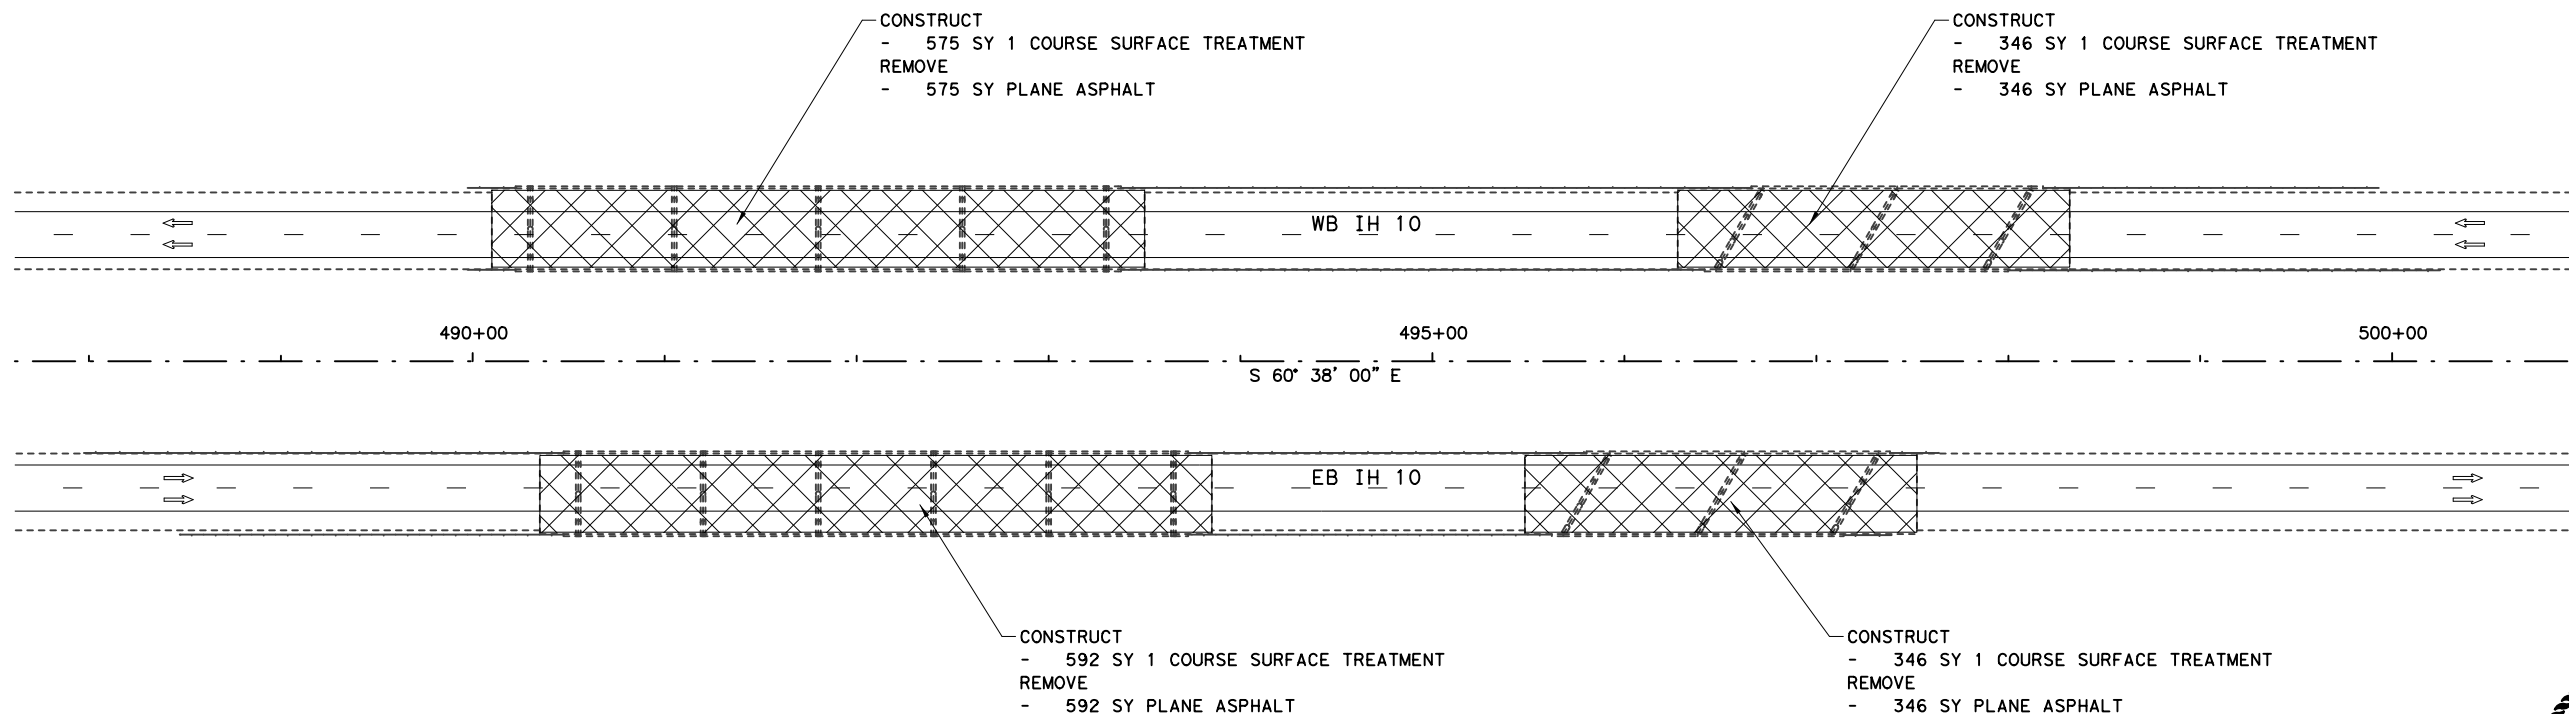 CONSTRUCT
- 575 SY 1 COURSE SURFACE TREATMENT
REMOVE
- 575 SY PLANE ASPHALT
CONSTRUCT
- 346 SY 1 COURSE SURFACE TREATMENT
REMOVE
- 346 SY PLANE ASPHALT
WB IH 10
490+00
495+00
500+00
S 60° 38' 00" E
EB IH 10
CONSTRUCT
- 592 SY 1 COURSE SURFACE TREATMENT
REMOVE
- 592 SY PLANE ASPHALT
CONSTRUCT
- 346 SY 1 COURSE SURFACE TREATMENT
REMOVE
- 346 SY PLANE ASPHALT